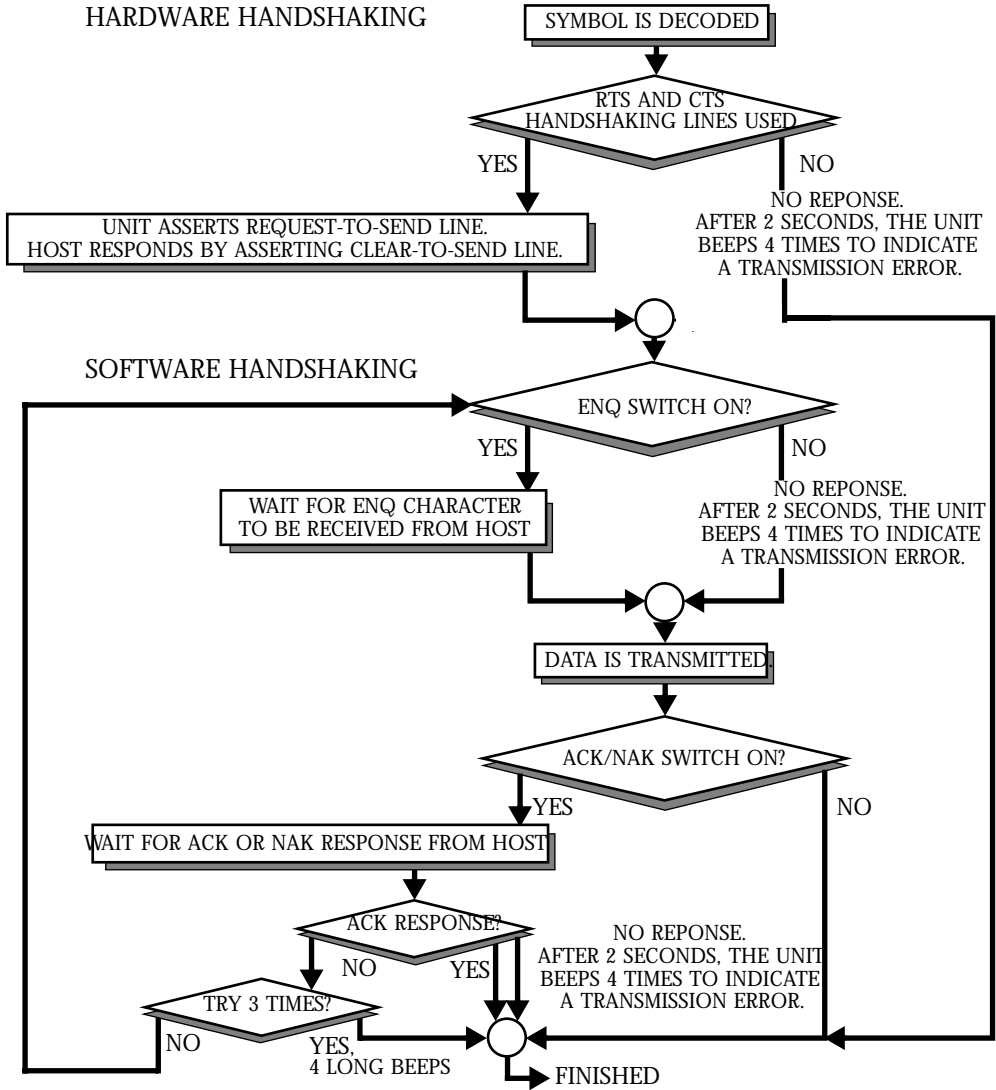 HARDWARE HANDSHAKING
SYMBOL IS DECODED
RTS AND CTS
HANDSHAKING LINES USED
YES
NO
UNIT ASSERTS REQUEST-TO-SEND LINE.
HOST RESPONDS BY ASSERTING CLEAR-TO-SEND LINE.
NO REPONSE.
AFTER 2 SECONDS, THE UNIT
BEEPS 4 TIMES TO INDICATE
A TRANSMISSION ERROR.
SOFTWARE HANDSHAKING
ENQ SWITCH ON?
YES
NO
WAIT FOR ENQ CHARACTER
TO BE RECEIVED FROM HOST
NO REPONSE.
AFTER 2 SECONDS, THE UNIT
BEEPS 4 TIMES TO INDICATE
A TRANSMISSION ERROR.
DATA IS TRANSMITTED.
ACK/NAK SWITCH ON?
YES
NO
WAIT FOR ACK OR NAK RESPONSE FROM HOST
ACK RESPONSE?
NO
YES
NO REPONSE.
AFTER 2 SECONDS, THE UNIT
BEEPS 4 TIMES TO INDICATE
A TRANSMISSION ERROR.
TRY 3 TIMES?
NO
YES,
4 LONG BEEPS
FINISHED